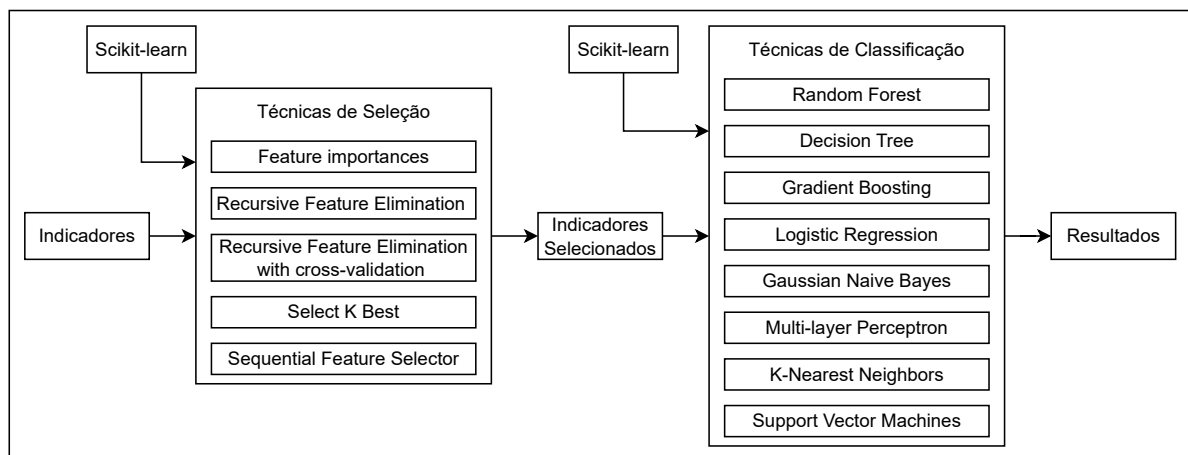 Scikit-learn
Técnicas de Seleção
Feature importances
Recursive Feature Elimination
Recursive Feature Elimination
with cross-validation
Select K Best
Sequential Feature Selector
Indicadores
Indicadores
Selecionados
Scikit-learn
Técnicas de Classificação
Random Forest
Decision Tree
Gradient Boosting
Logistic Regression
Gaussian Naive Bayes
Multi-layer Perceptron
K-Nearest Neighbors
Support Vector Machines
Resultados